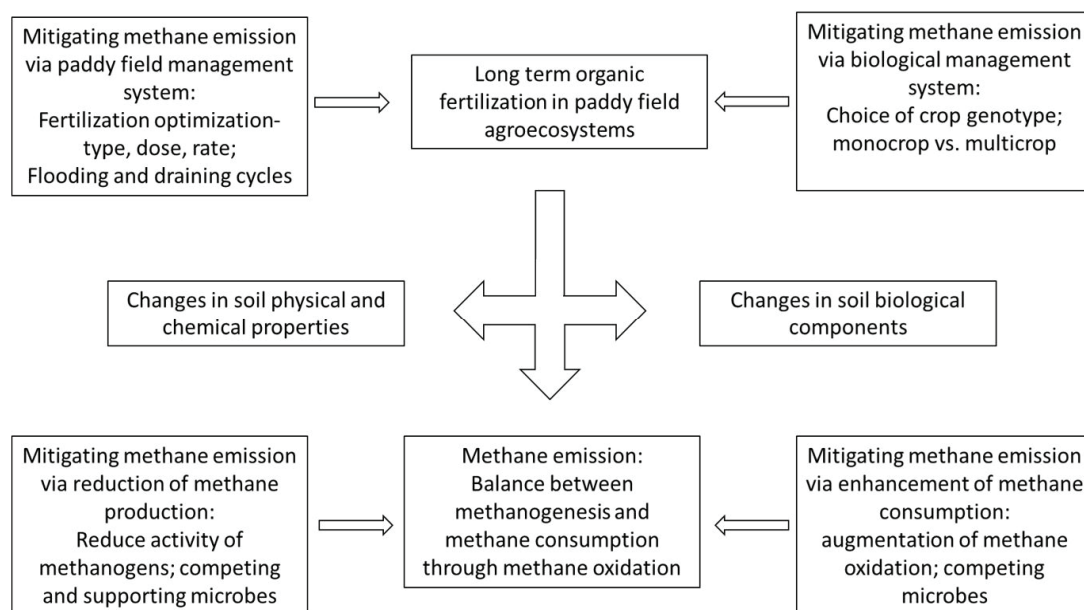 Mitigating methane emission
via paddy field management
system:
Fertilization optimization-
type, dose, rate;
Flooding and draining cycles
Long term organic
fertilization in paddy field
agroecosystems
Mitigating methane emission
via biological management
system:
Choice of crop genotype;
monocrop vs. multicrop
Changes in soil physical and
chemical properties
Changes in soil biological
components
Mitigating methane emission
via reduction of methane
production:
Reduce activity of
methanogens; competing
and supporting microbes
Methane emission:
Balance between
methanogenesis and
methane consumption
through methane oxidation
Mitigating methane emission
via enhancement of methane
consumption:
augmentation of methane
oxidation; competing
microbes